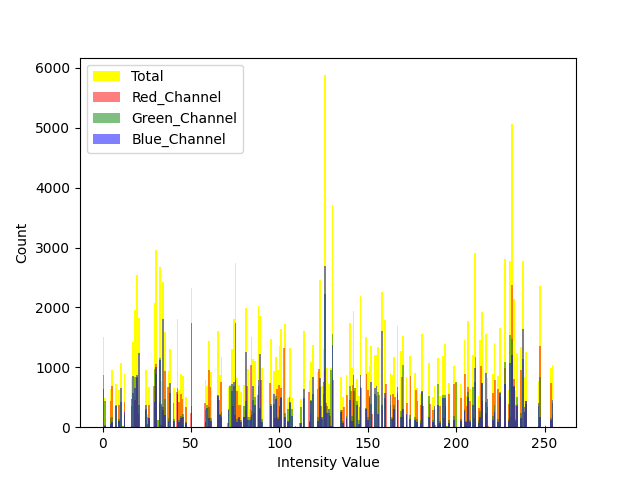 Total
Red_Channel
Green_Channel
Blue_Channel
6000
5000
4000
3000
2000
1000
0
Count
0 50 100 150 200 250
Intensity Value